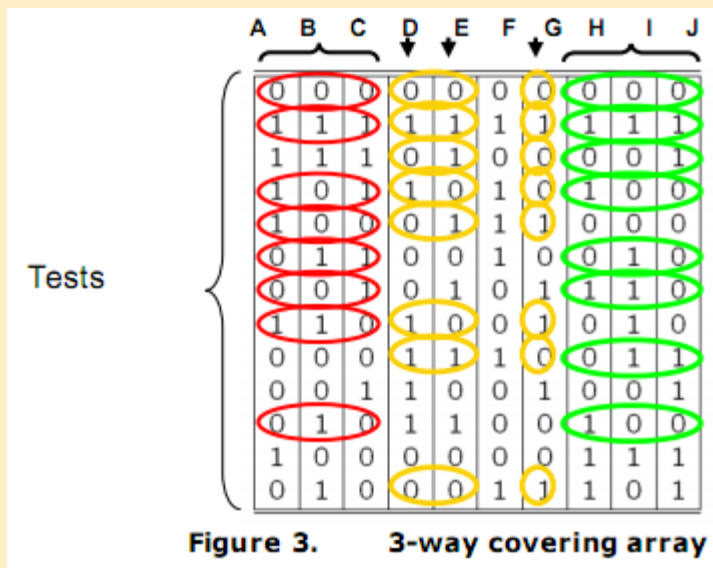 A B C D E F G H I J
0 0 0 0 0 0 0 0 0 0
1 1 1 1 1 1 1 1 1 1
1 1 1 0 1 0 0 0 0 1
1 0 1 1 0 1 0 1 0 0
1 0 0 0 1 1 1 0 0 0
0 1 1 0 0 1 0 0 1 0
Tests
0 0 1 0 1 0 1 1 1 0
1 1 0 1 0 0 1 0 1 0
0 0 0 1 1 1 0 0 1 1
0 0 1 1 0 0 1 0 0 1
0 1 0 1 1 0 0 1 0 0
1 0 0 0 0 0 0 1 1 1
0 1 0 0 0 1 1 1 0 1
Figure 3. 3-way covering array